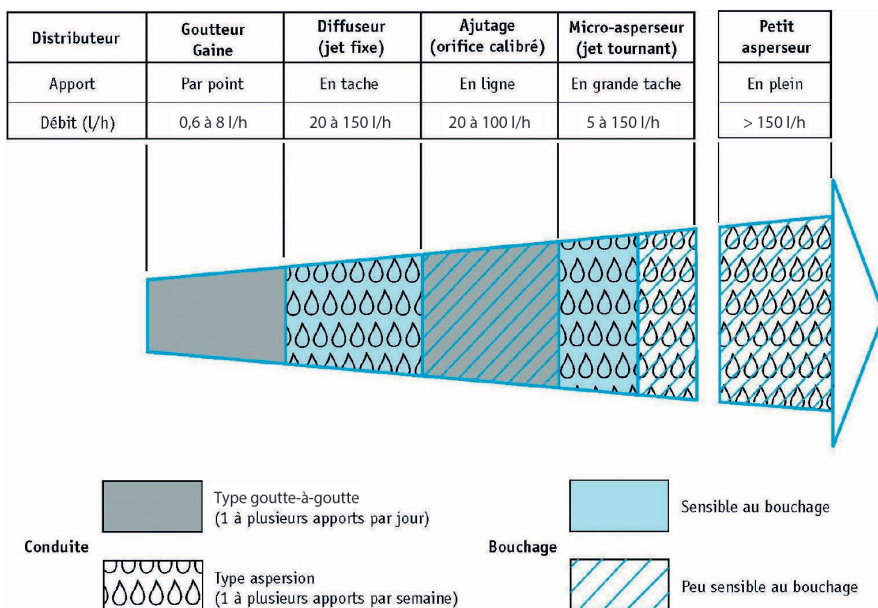 Distributeur
Goutteur
Gaine
Diffuseur
(jet fixe)
Ajutage
(orifice calibré)
Micro-asperseur
(jet tournant)
Petit
asperseur
Apport
Par point
En tache
En ligne
En grande tache
En plein
Débit (l/h)
0,6 à 8 l/h
20 à 150 l/h
20 à 100 l/h
5 à 150 l/h
> 150 l/h
Conduite
Type goutte-à-goutte
(1 à plusieurs apports par jour)
Type aspersion
(1 à plusieurs apports par semaine)
Bouchage
Sensible au bouchage
Peu sensible au bouchage